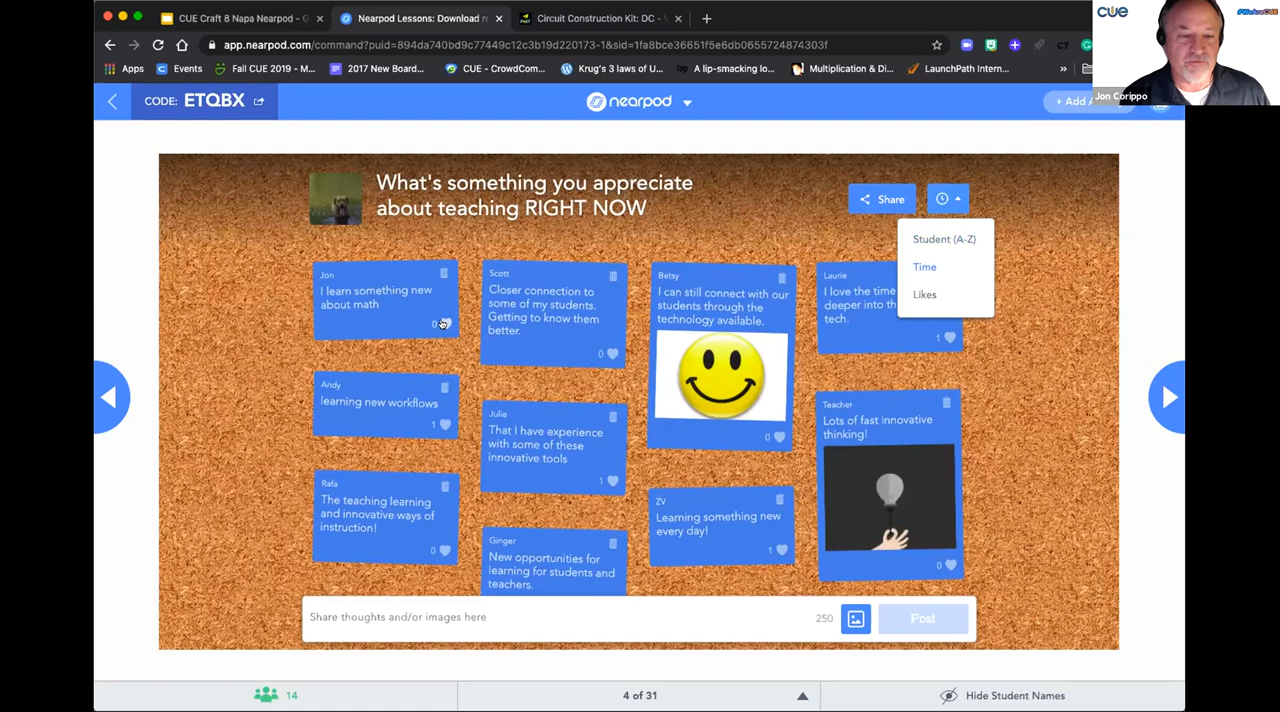 CUE Craft 8 Napa Nearpod - G
Nearpod Lessons: Download r
Circuit Construction Kit: DC -
app.nearpod.com/command?puid=894da740bd9c77449c12c3b19d220173-1&sid=1fa8bce36651f5e6db0655724874303f
Apps
Events
Fall CUE 2019 - M...
2017 New Board...
CUE - CrowdCom...
Krug's 3 laws of U...
A lip-smacking lo...
Multiplication & Di...
LaunchPath Intern...
»
CUE
#WeAreCUE
Jon Corippo
CODE: ETQBX
nearpod
+ Add A
What's something you appreciate
about teaching RIGHT NOW
Share
Student (A-Z)
Time
Likes
Jon
I learn something new
about math
0
Andy
learning new workflows
1
Rafa
The teaching learning
and innovative ways of
instruction!
0
Scott
Closer connection to
some of my students.
Getting to know them
better.
0
Julie
That I have experience
with some of these
innovative tools
1
Ginger
New opportunities for
learning for students and
teachers.
Betsy
I can still connect with our
students through the
technology available.
0
ZV
Learning something new
every day!
1
Laurie
I love the time
deeper into th
tech.
1
Teacher
Lots of fast innovative
thinking!
0
Share thoughts and/or images here
250
Post
14
4 of 31
Hide Student Names